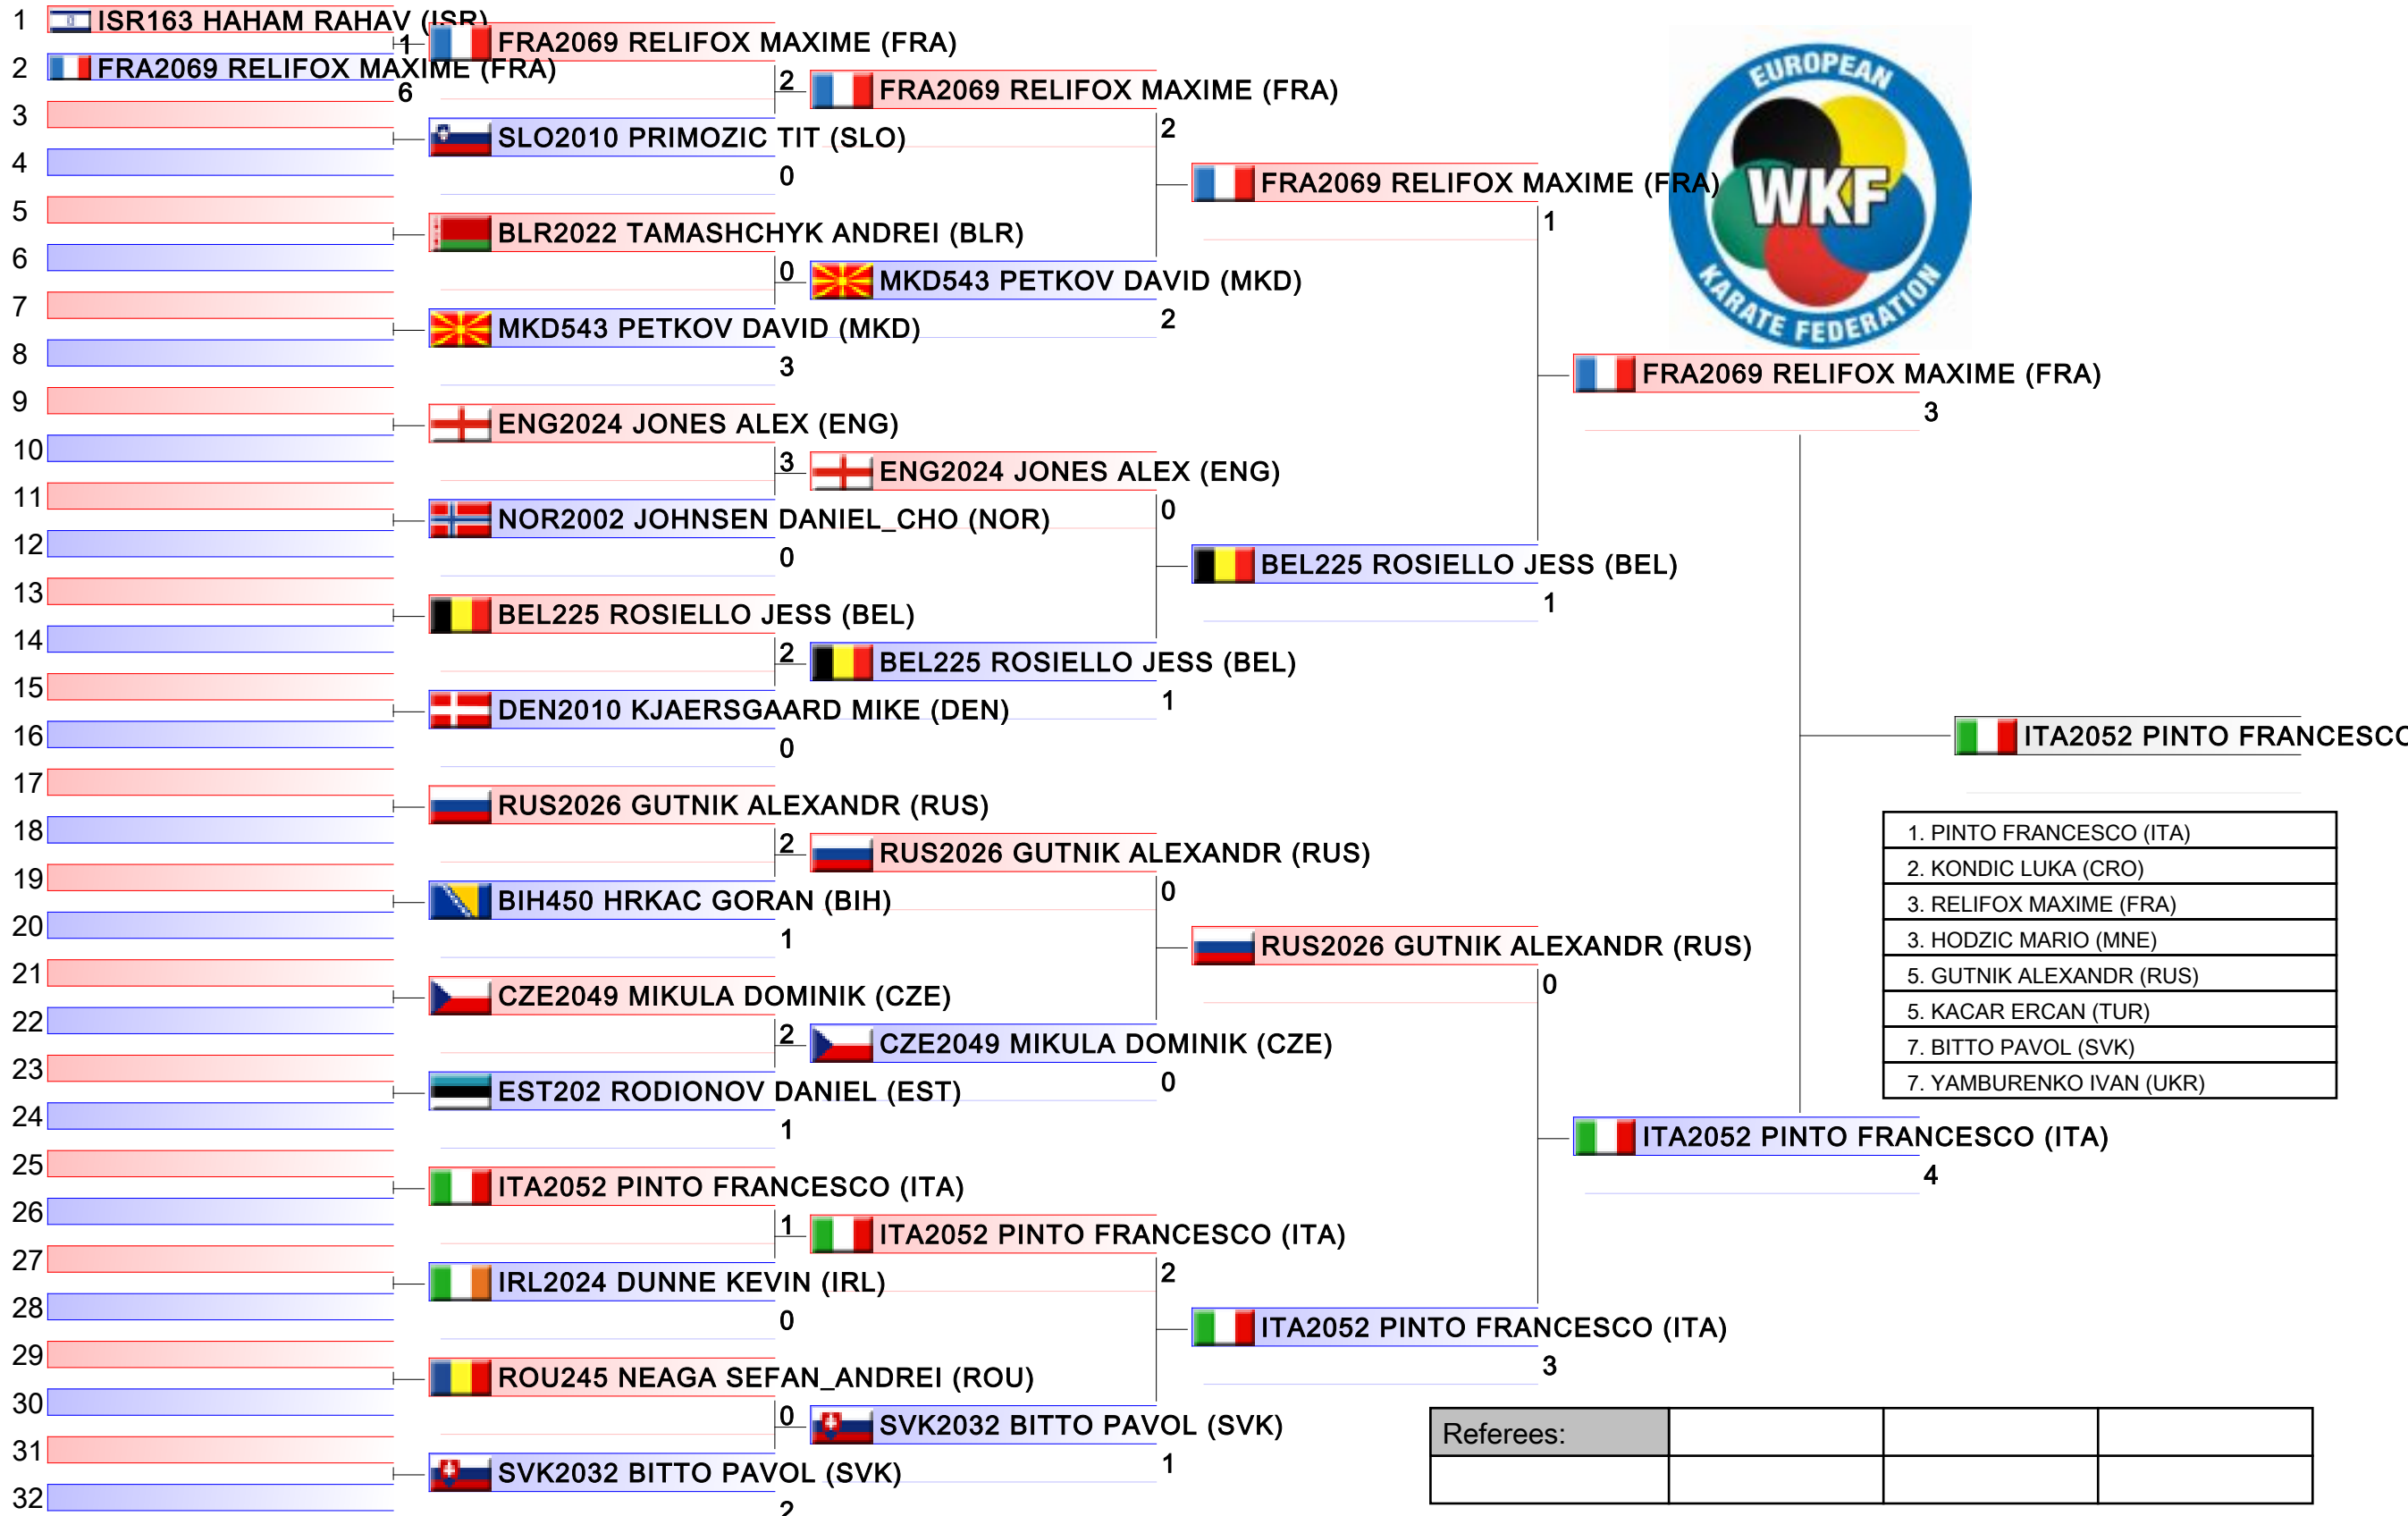 1 ISR163 HAHAM RAHAV (ISR)
1
2 FRA2069 RELIFOX MAXIME (FRA)
6
3
4
5
6
7
8
9
10
11
12
13
14
15
16
17
18
19
20
21
22
23
24
25
26
27
28
29
30
31
32
FRA2069 RELIFOX MAXIME (FRA)
2
SLO2010 PRIMOZIC TIT (SLO)
0
BLR2022 TAMASHCHYK ANDREI (BLR)
0
MKD543 PETKOV DAVID (MKD)
3
ENG2024 JONES ALEX (ENG)
3
NOR2002 JOHNSEN DANIEL_CHO (NOR)
0
BEL225 ROSIELLO JESS (BEL)
2
DEN2010 KJAERSGAARD MIKE (DEN)
0
RUS2026 GUTNIK ALEXANDR (RUS)
2
BIH450 HRKAC GORAN (BIH)
1
CZE2049 MIKULA DOMINIK (CZE)
2
EST202 RODIONOV DANIEL (EST)
1
ITA2052 PINTO FRANCESCO (ITA)
1
IRL2024 DUNNE KEVIN (IRL)
0
ROU245 NEAGA SEFAN_ANDREI (ROU)
0
SVK2032 BITTO PAVOL (SVK)
2
FRA2069 RELIFOX MAXIME (FRA)
2
MKD543 PETKOV DAVID (MKD)
2
ENG2024 JONES ALEX (ENG)
0
BEL225 ROSIELLO JESS (BEL)
1
RUS2026 GUTNIK ALEXANDR (RUS)
0
CZE2049 MIKULA DOMINIK (CZE)
0
ITA2052 PINTO FRANCESCO (ITA)
2
SVK2032 BITTO PAVOL (SVK)
1
FRA2069 RELIFOX MAXIME (FRA)
1
BEL225 ROSIELLO JESS (BEL)
1
RUS2026 GUTNIK ALEXANDR (RUS)
0
ITA2052 PINTO FRANCESCO (ITA)
3
EUROPEAN
WKF
KARATE FEDERATION
FRA2069 RELIFOX MAXIME (FRA)
3
ITA2052 PINTO FRANCESCO (ITA)
4
ITA2052 PINTO FRANCESCO
1. PINTO FRANCESCO (ITA)
2. KONDIC LUKA (CRO)
3. RELIFOX MAXIME (FRA)
3. HODZIC MARIO (MNE)
5. GUTNIK ALEXANDR (RUS)
5. KACAR ERCAN (TUR)
7. BITTO PAVOL (SVK)
7. YAMBURENKO IVAN (UKR)
Referees: